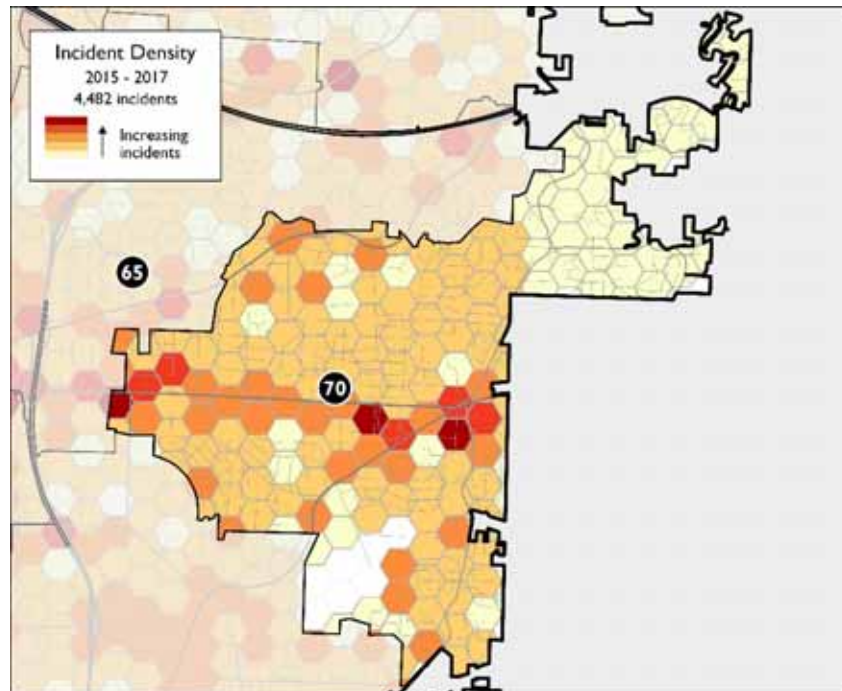 Incident Density
2015 - 2017
4,482 incidents
Increasing
incidents
65
70